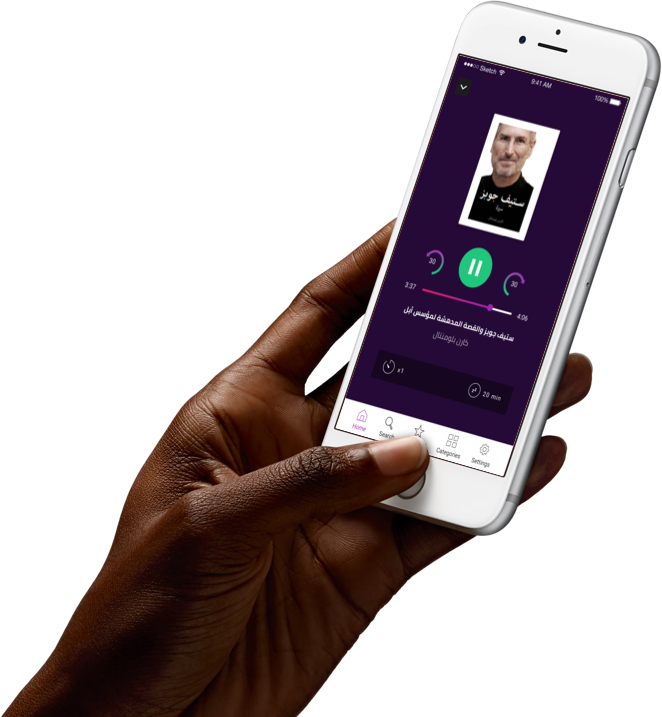 Sketch
9:41 AM
100%
ستيف جوبز
30
30
3:37
4:06
ستيف جوبز والقصة المدهشة لمؤسس آبل
كارن بلومنتال
x1
20 min
Home
Search
Categories
Settings